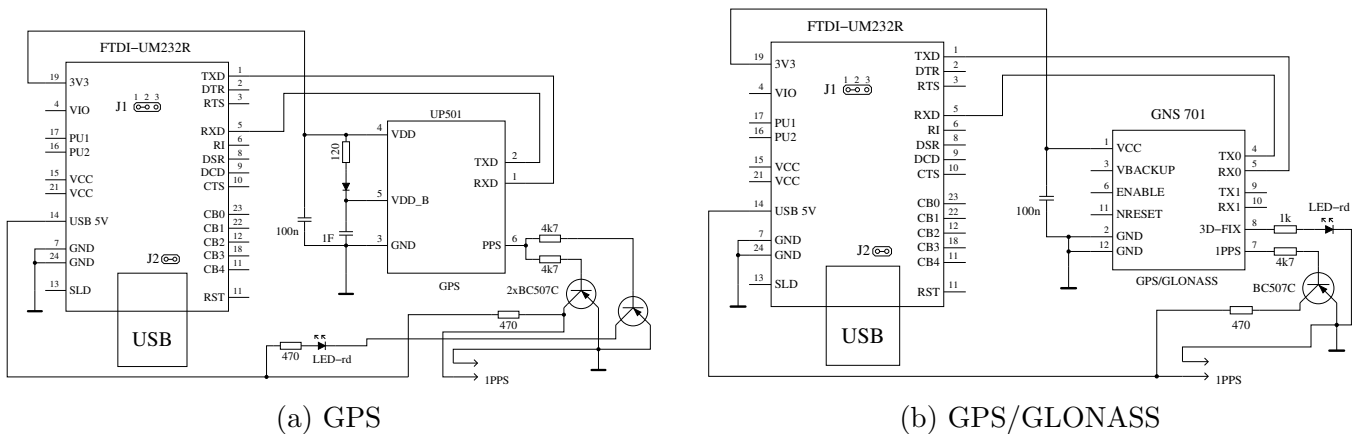 FTDI−UM232R
19 3V3
4 VIO
17 PU1
16 PU2
15 VCC
21 VCC
14 USB 5V
7 GND
24 GND
13 SLD
J1
1 2 3
J2
TXD 1
DTR 2
RTS 3
RXD 5
RI 6
DSR 8
DCD 9
CTS 10
CB0 23
CB1 22
CB2 12
CB3 18
CB4 11
RST 11
USB
UP501
4 VDD
5 VDD_B
3 GND
TXD 2
RXD 1
PPS 6
GPS
120
1F
100n
4k7
4k7
2xBC507C
470
470
LED−rd
1PPS
(a) GPS
FTDI−UM232R
19 3V3
4 VIO
17 PU1
16 PU2
15 VCC
21 VCC
14 USB 5V
7 GND
24 GND
13 SLD
J1
1 2 3
J2
TXD 1
DTR 2
RTS 3
RXD 5
RI 6
DSR 8
DCD 9
CTS 10
CB0 23
CB1 22
CB2 12
CB3 18
CB4 11
RST 11
USB
GNS 701
1 VCC
3 VBACKUP
6 ENABLE
11 NRESET
2 GND
12 GND
TX0 4
RX0 5
TX1 9
RX1 10
3D−FIX 8
1PPS 7
GPS/GLONASS
100n
1k
LED−rd
4k7
BC507C
470
1PPS
(b) GPS/GLONASS